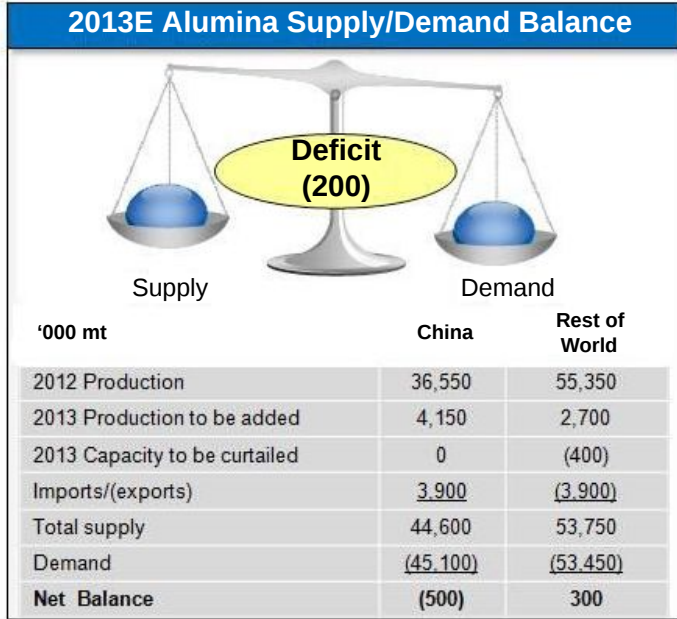 2013E Alumina Supply/Demand Balance
Deficit
(200)
Supply Demand
‘000 mt China Rest of World
2012 Production 36,550 55,350
2013 Production to be added 4,150 2,700
2013 Capacity to be curtailed 0 (400)
Imports/(exports) 3,900 (3,900)
Total supply 44,600 53,750
Demand (45,100) (53,450)
Net Balance (500) 300